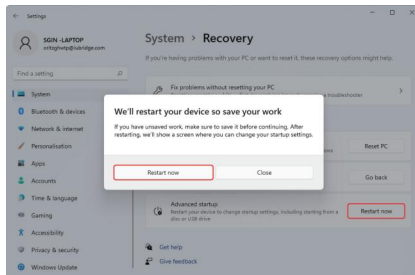 Settings
SGIN -LAPTOP
System > Recovery
If you're having problems with your PC or want to reset it, these recovery options might help.
Find a setting
Fix problems without resetting your PC
troubleshooter
System
Bluetooth & devices
Network & internet
Personalisation
Apps
Accounts
Time & language
Gaming
Accessibility
Privacy & security
Windows Update
We'll restart your device so save your work
If you have unsaved work, make sure to save it before continuing. After
restarting, we'll show a screen where you can change your startup settings.
Restart now
Close
Reset PC
Go back
Advanced startup
Restart your device to change startup settings, including starting from a
disc or USB drive
Restart now
Get help
Give feedback